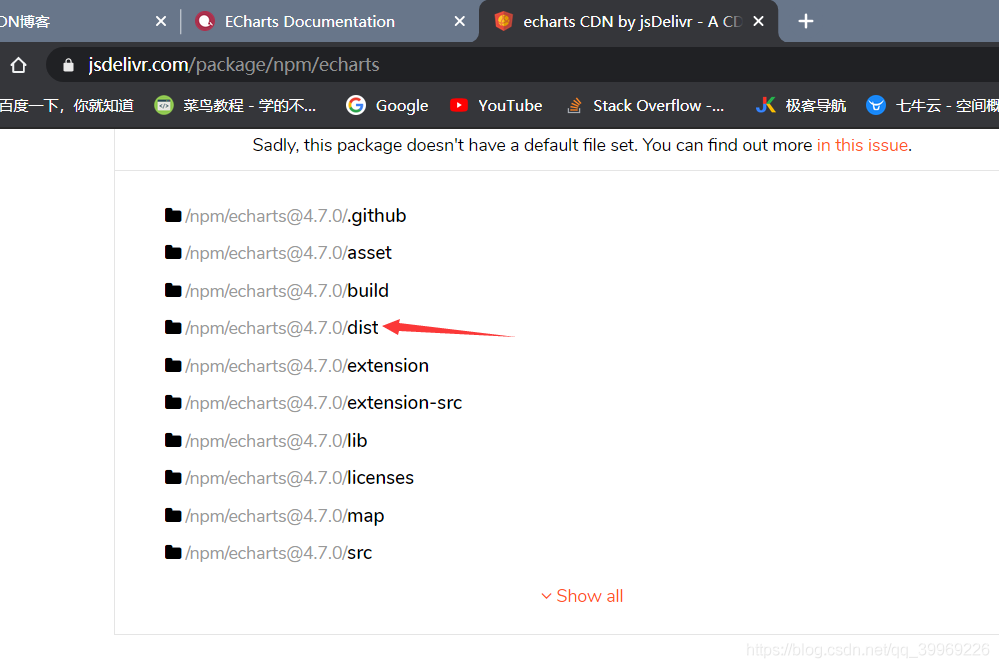 DN博客
ECharts Documentation
echarts CDN by jsDelivr - A CD
jsdelivr.com/package/npm/echarts
百度一下，你就知道
菜鸟教程 - 学的不...
Google
YouTube
Stack Overflow -...
极客导航
七牛云 - 空间概
Sadly, this package doesn't have a default file set. You can find out more in this issue.
/npm/echarts@4.7.0/.github
/npm/echarts@4.7.0/asset
/npm/echarts@4.7.0/build
/npm/echarts@4.7.0/dist
/npm/echarts@4.7.0/extension
/npm/echarts@4.7.0/extension-src
/npm/echarts@4.7.0/lib
/npm/echarts@4.7.0/licenses
/npm/echarts@4.7.0/map
/npm/echarts@4.7.0/src
Show all
https://blog.csdn.net/qq_39969226